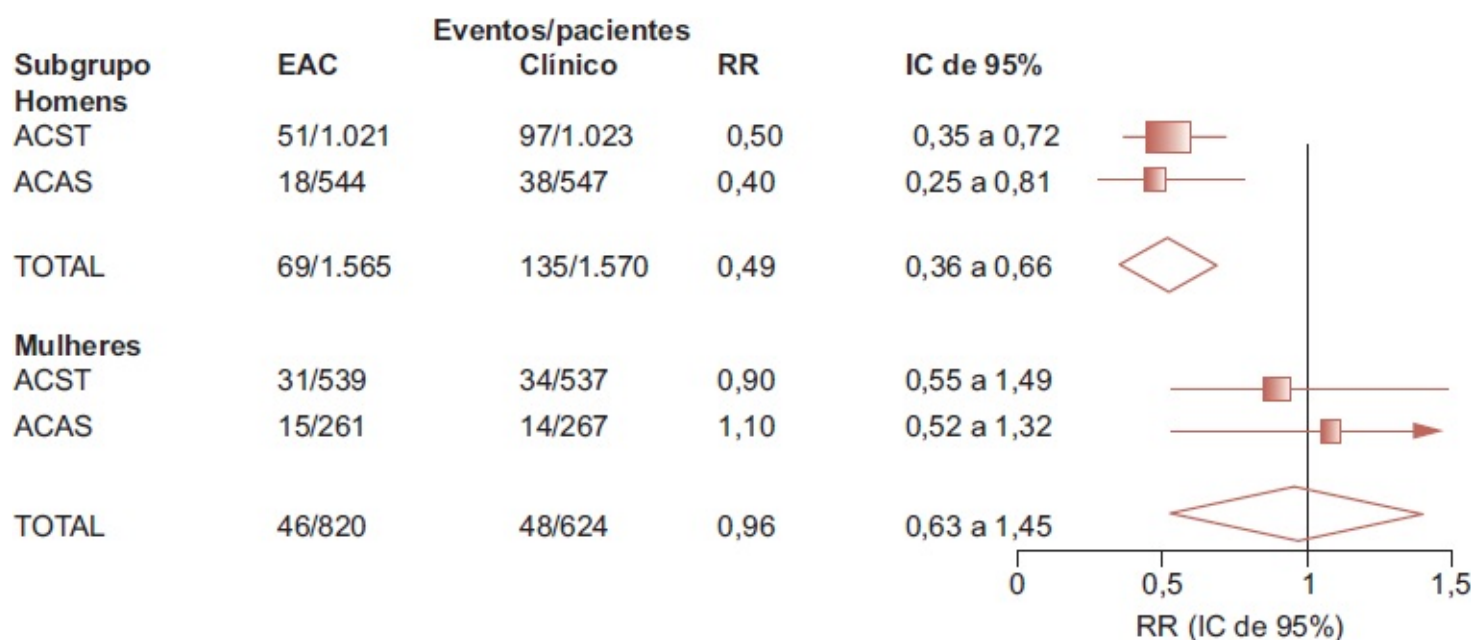 Eventos/pacientes
Subgrupo EAC Clínico RR IC de 95%
Homens
ACST 51/1.021 97/1.023 0,50 0,35 a 0,72
ACAS 18/544 38/547 0,40 0,25 a 0,81
TOTAL 69/1.565 135/1.570 0,49 0,36 a 0,66
Mulheres
ACST 31/539 34/537 0,90 0,55 a 1,49
ACAS 15/261 14/267 1,10 0,52 a 1,32
TOTAL 46/820 48/624 0,96 0,63 a 1,45
0 0,5 1 1,5
RR (IC de 95%)